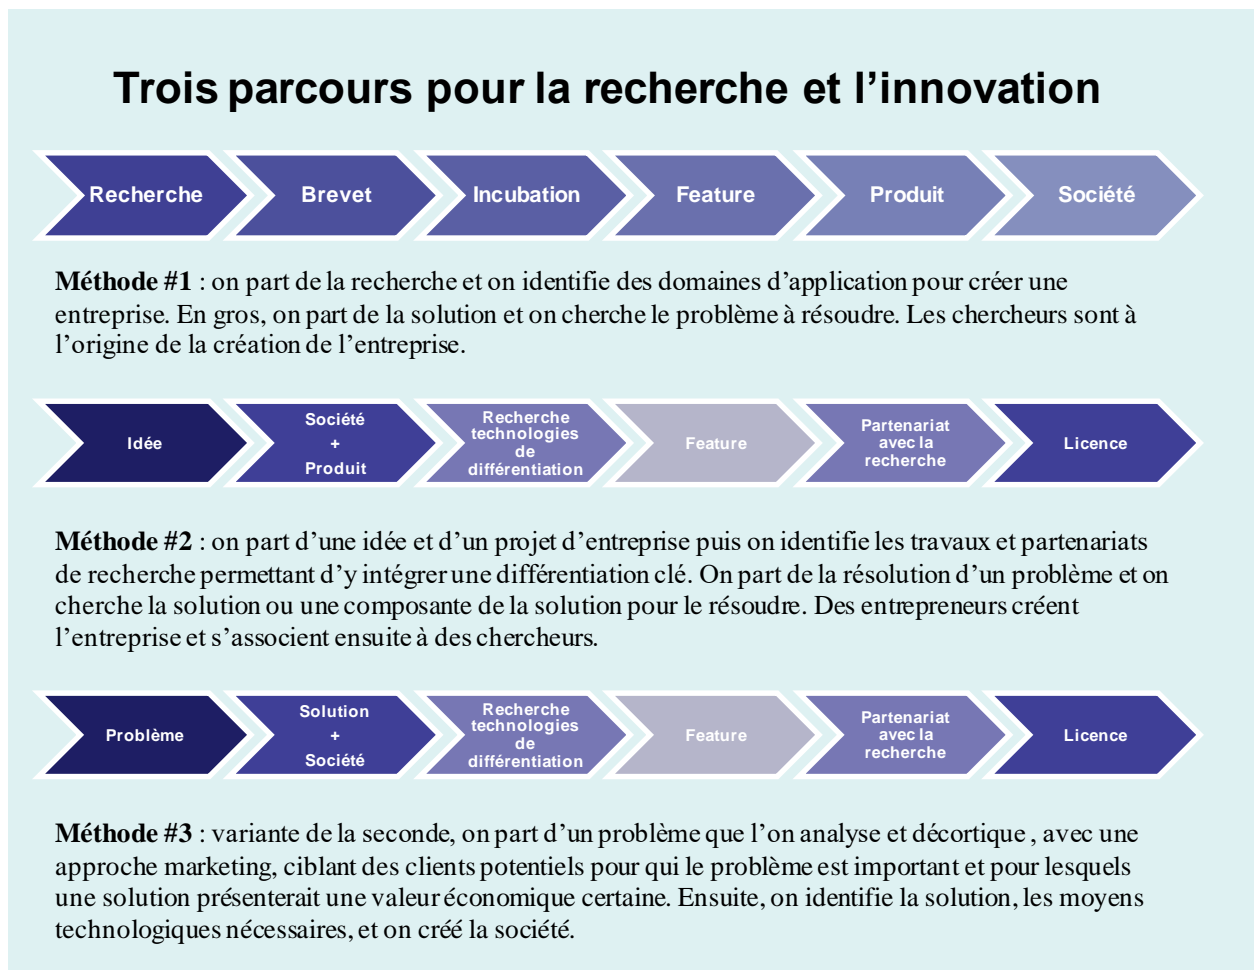 Trois parcours pour la recherche et l’innovation
Recherche
Brevet
Incubation
Feature
Produit
Société
Méthode #1 : on part de la recherche et on identifie des domaines d’application pour créer une
entreprise. En gros, on part de la solution et on cherche le problème à résoudre. Les chercheurs sont à
l’origine de la création de l’entreprise.
Idée
Société
+
Produit
Recherche
technologies
de
différentiation
Feature
Partenariat
avec la
recherche
Licence
Méthode #2 : on part d’une idée et d’un projet d’entreprise puis on identifie les travaux et partenariats
de recherche permettant d’y intégrer une différentiation clé. On part de la résolution d’un problème et on
cherche la solution ou une composante de la solution pour le résoudre. Des entrepreneurs créent
l’entreprise et s’associent ensuite à des chercheurs.
Problème
Solution
+
Société
Recherche
technologies
de
différentiation
Feature
Partenariat
avec la
recherche
Licence
Méthode #3 : variante de la seconde, on part d’un problème que l’on analyse et décortique , avec une
approche marketing, ciblant des clients potentiels pour qui le problème est important et pour lesquels
une solution présenterait une valeur économique certaine. Ensuite, on identifie la solution, les moyens
technologiques nécessaires, et on créé la société.